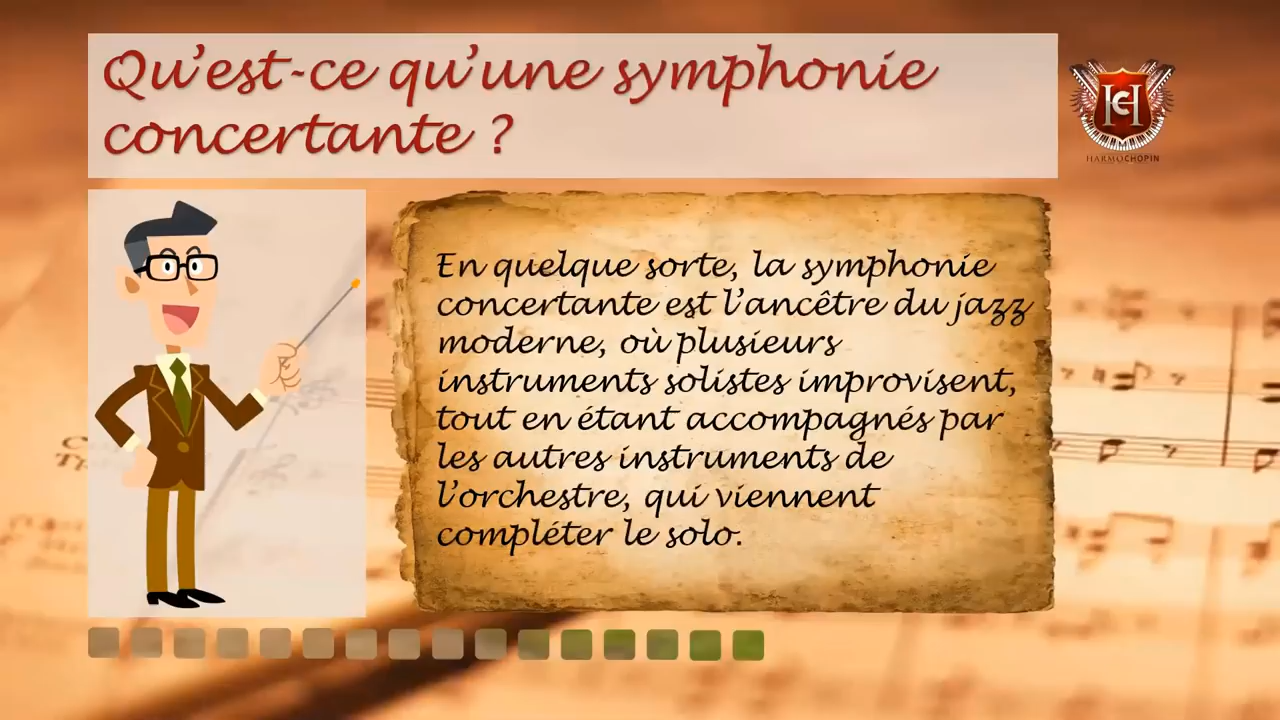 Qu'est-ce qu'une symphonie
concertante ?
HARMOCHOPIN
En quelque sorte, la symphonie
concertante est l'ancêtre du jazz
moderne, où plusieurs
instruments solistes improvisent,
tout en étant accompagnés par
les autres instruments de
l'orchestre, qui viennent
compléter le solo.